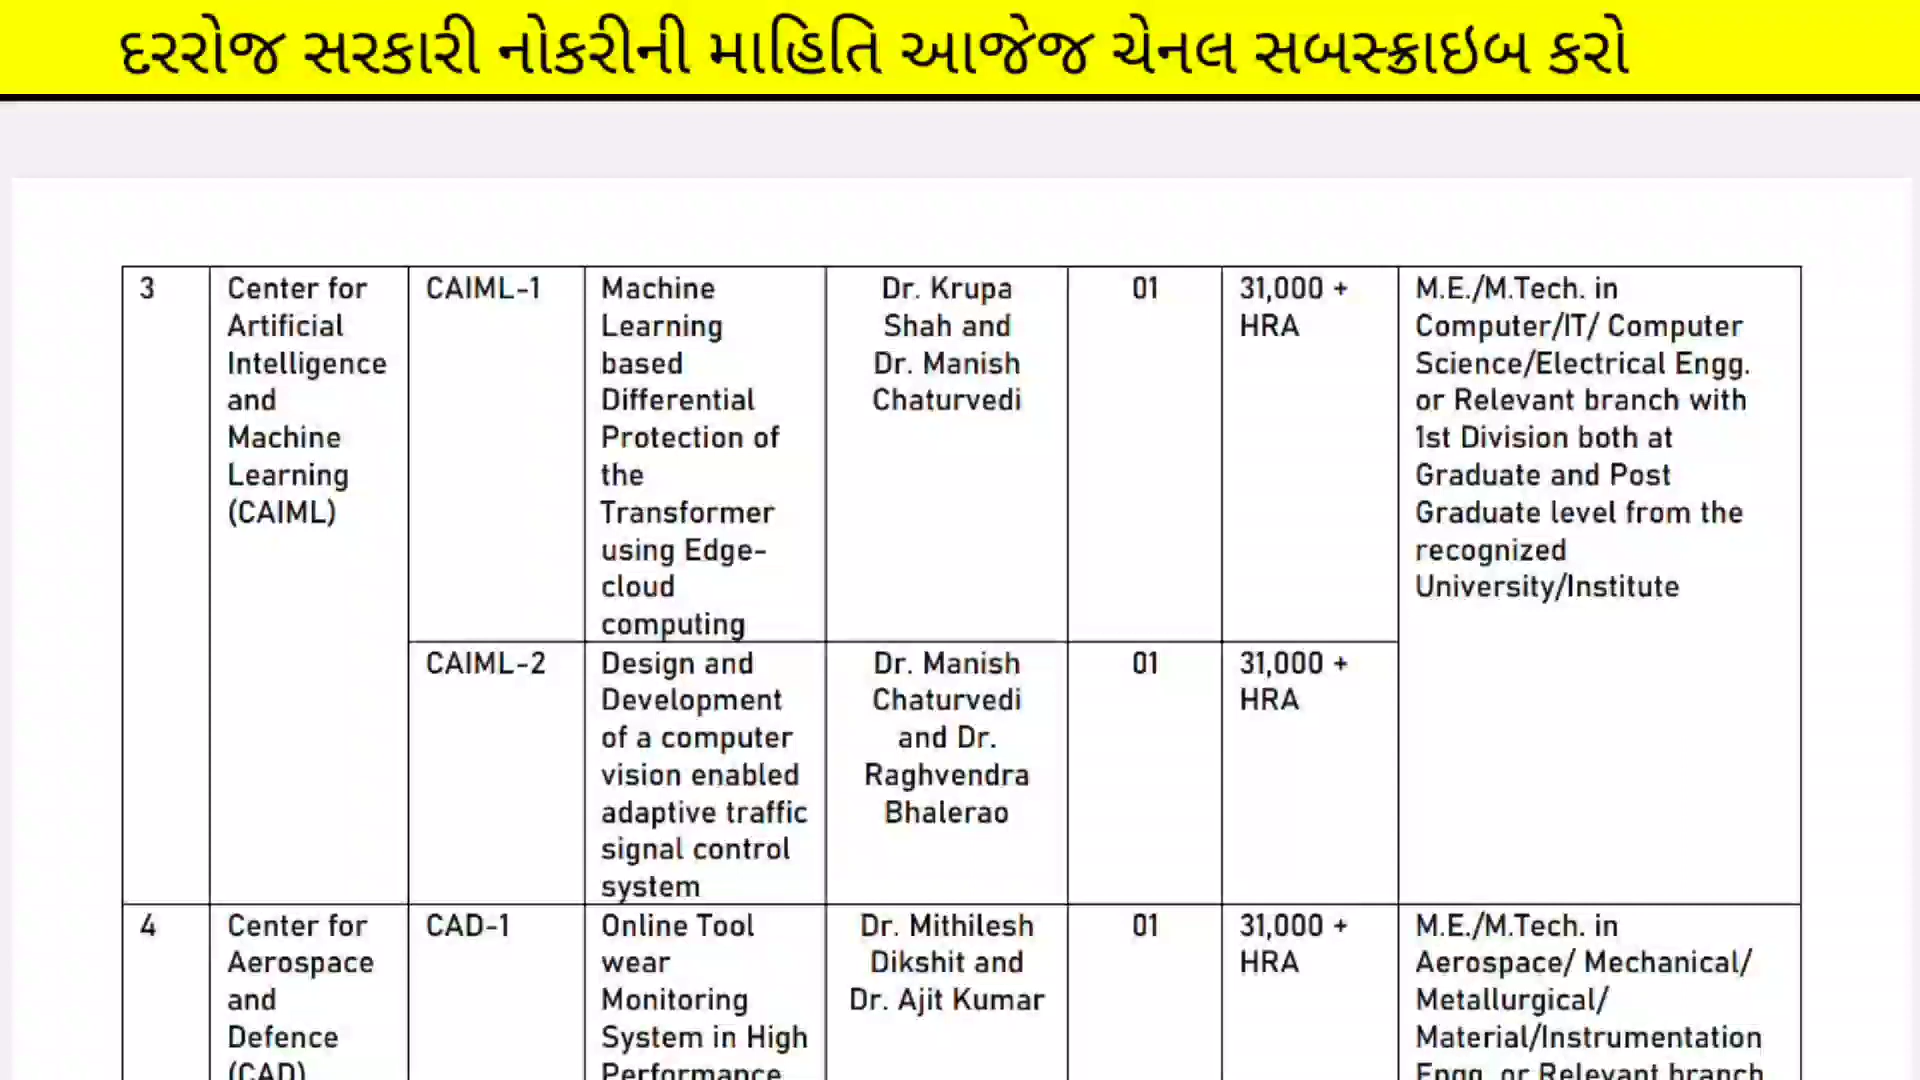 દરરોજ સરકારી નોકરીની માહિતિ આજેજ ચેનલ સબસ્ક્રાઇબ કરો
3
Center for
Artificial
Intelligence
and
Machine
Learning
(CAIML)
CAIML-1
Machine
Learning
based
Differential
Protection of
the
Transformer
using Edge-
cloud
computing
Dr. Krupa
Shah and
Dr. Manish
Chaturvedi
01
31,000 +
HRA
M.E./M.Tech. in
Computer/IT/ Computer
Science/Electrical Engg.
or Relevant branch with
1st Division both at
Graduate and Post
Graduate level from the
recognized
University/Institute
CAIML-2
Design and
Development
of a computer
vision enabled
adaptive traffic
signal control
system
Dr. Manish
Chaturvedi
and Dr.
Raghvendra
Bhalerao
01
31,000 +
HRA
4
Center for
Aerospace
and
Defence
(CAD)
CAD-1
Online Tool
wear
Monitoring
System in High
Performance
Dr. Mithilesh
Dikshit and
Dr. Ajit Kumar
01
31,000 +
HRA
M.E./M.Tech. in
Aerospace/ Mechanical/
Metallurgical/
Material/Instrumentation
Engg. or Relevant branch